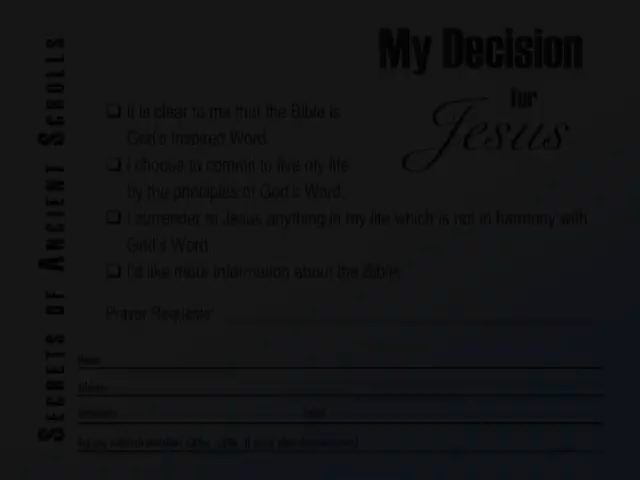 My Decision
for
Jesus
SECRETS OF ANCIENT SCROLLS
❑ It is clear to me that the Bible is
God's Inspired Word.
❑ I choose to commit to live my life
by the principles of God's Word.
❑ I surrender to Jesus anything in my life which is not in harmony with
God's Word.
❑ I'd like more information about the Bible.
Prayer Requests